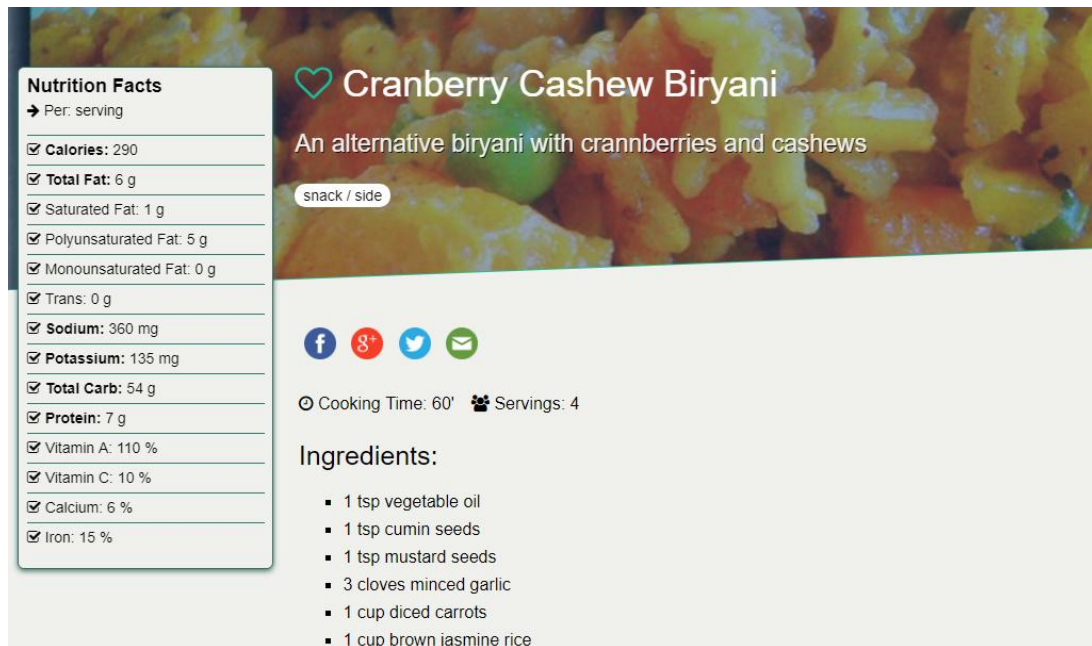 Nutrition Facts
Per: serving
Calories: 290
Total Fat: 6 g
Saturated Fat: 1 g
Polyunsaturated Fat: 5 g
Monounsaturated Fat: 0 g
Trans: 0 g
Sodium: 360 mg
Potassium: 135 mg
Total Carb: 54 g
Protein: 7 g
Vitamin A: 110 %
Vitamin C: 10 %
Calcium: 6 %
Iron: 15 %
Cranberry Cashew Biryani
An alternative biryani with crannberries and cashews
snack / side
f 8+
Cooking Time: 60' Servings: 4
Ingredients:
1 tsp vegetable oil
1 tsp cumin seeds
1 tsp mustard seeds
3 cloves minced garlic
1 cup diced carrots
1 cup brown jasmine rice